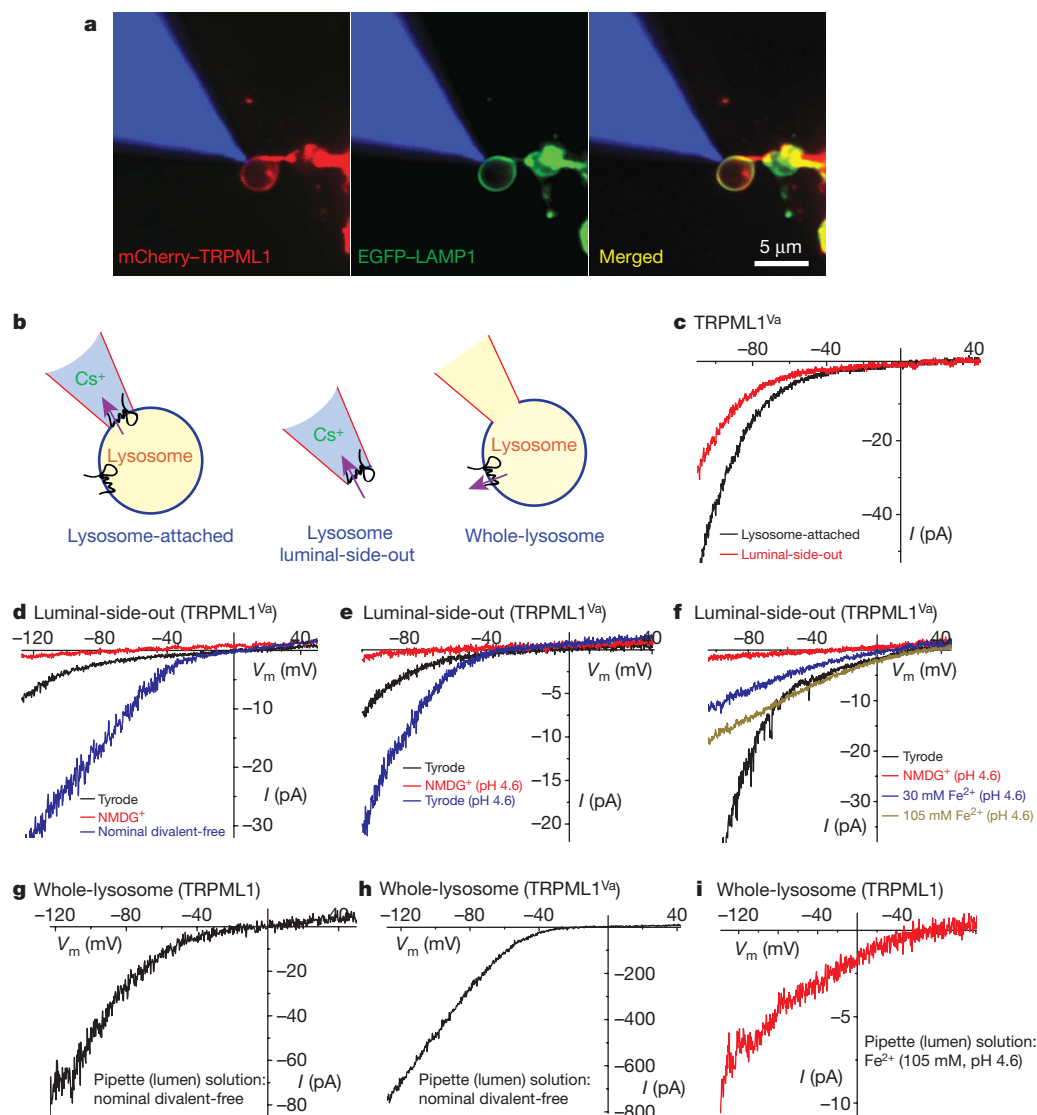 a
mCherry–TRPML1
EGFP–LAMP1
Merged
5 μm
b
Cs⁺
Lysosome
Lysosome-attached
Cs⁺
Lysosome
luminal-side-out
Lysosome
Whole-lysosome
c TRPML1ⱽᵃ
−80
−40
40
−20
−40
I (pA)
Lysosome-attached
Luminal-side-out
d Luminal-side-out (TRPML1ⱽᵃ)
−120
−80
−40
40
Vₘ (mV)
−10
−20
−30
I (pA)
Tyrode
NMDG⁺
Nominal divalent-free
e Luminal-side-out (TRPML1ⱽᵃ)
−80
−40
Vₘ (mV)
−5
−10
−15
−20
I (pA)
Tyrode
NMDG⁺ (pH 4.6)
Tyrode (pH 4.6)
f Luminal-side-out (TRPML1ⱽᵃ)
−80
−40
40
Vₘ (mV)
−10
−20
−30
I (pA)
Tyrode
NMDG⁺ (pH 4.6)
30 mM Fe²⁺ (pH 4.6)
105 mM Fe²⁺ (pH 4.6)
g Whole-lysosome (TRPML1)
−120
−80
−40
Vₘ (mV)
−20
−40
−60
−80
I (pA)
Pipette (lumen) solution:
nominal divalent-free
h Whole-lysosome (TRPML1ⱽᵃ)
−120
−80
−40
40
Vₘ (mV)
−200
−400
−600
−800
I (pA)
Pipette (lumen) solution:
nominal divalent-free
i Whole-lysosome (TRPML1)
−120
−80
−40
40
Vₘ (mV)
−5
−10
I (pA)
Pipette (lumen) solution:
Fe²⁺ (105 mM, pH 4.6)